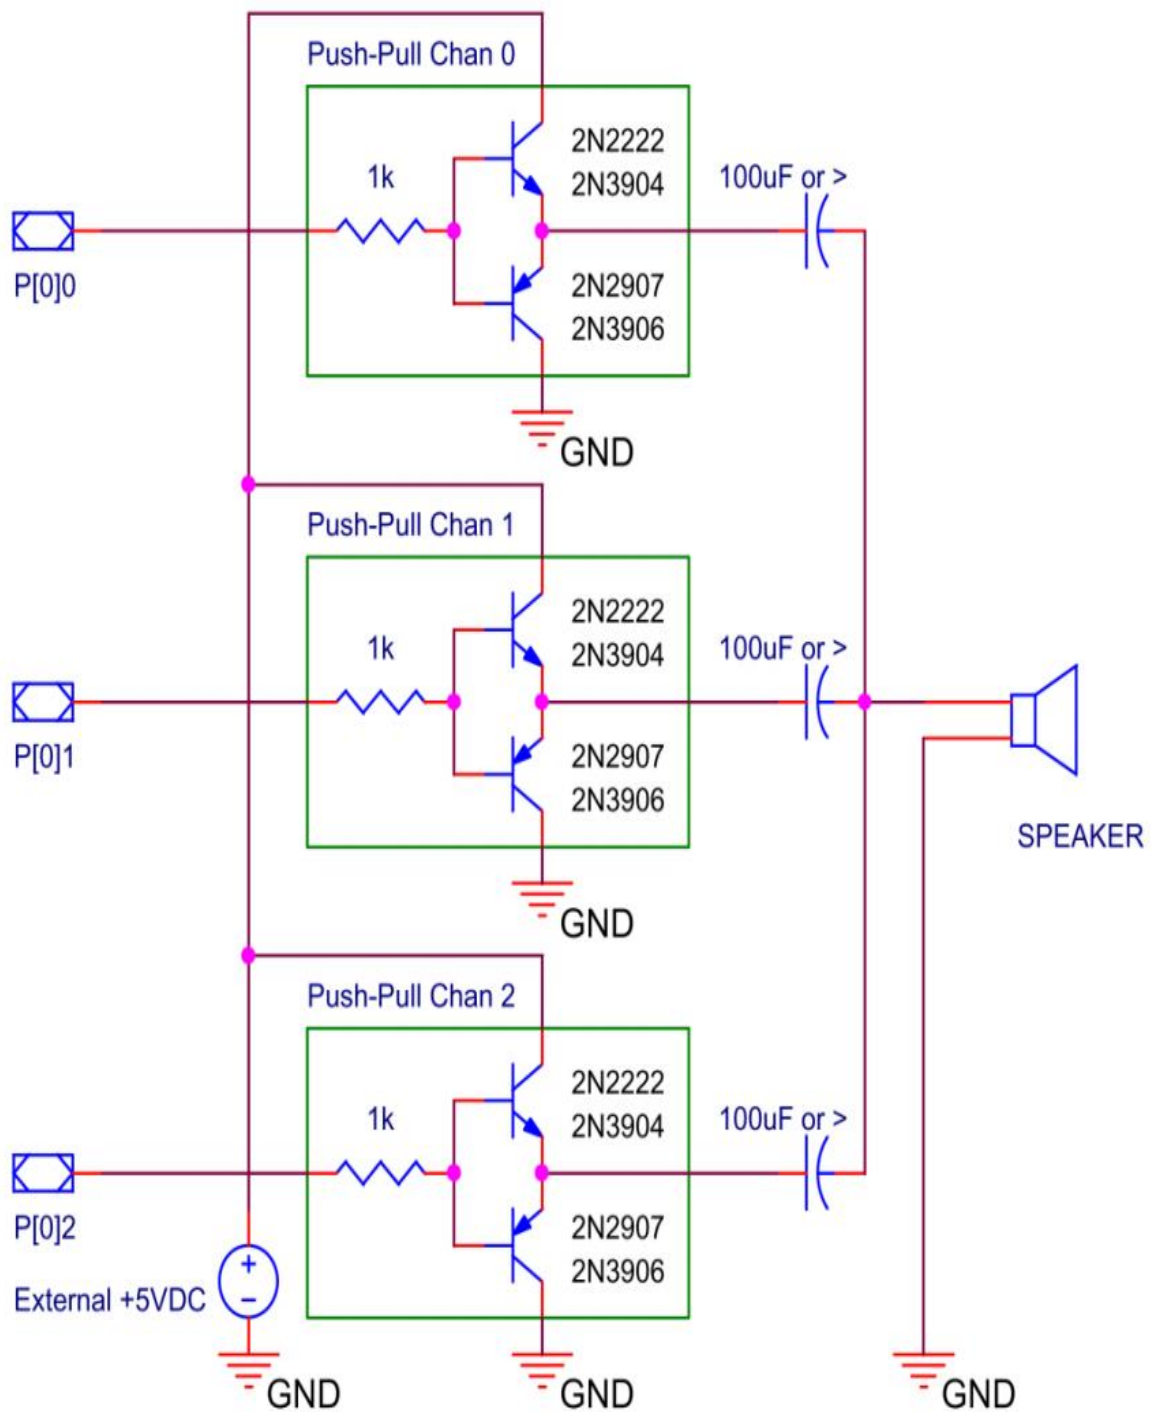 Push-Pull Chan 0
2N2222
2N3904
1k
100uF or >
P[0]0
2N2907
2N3906
GND
Push-Pull Chan 1
2N2222
2N3904
1k
100uF or >
P[0]1
2N2907
2N3906
SPEAKER
GND
Push-Pull Chan 2
2N2222
2N3904
1k
100uF or >
P[0]2
2N2907
2N3906
+
External +5VDC
−
GND
GND
GND